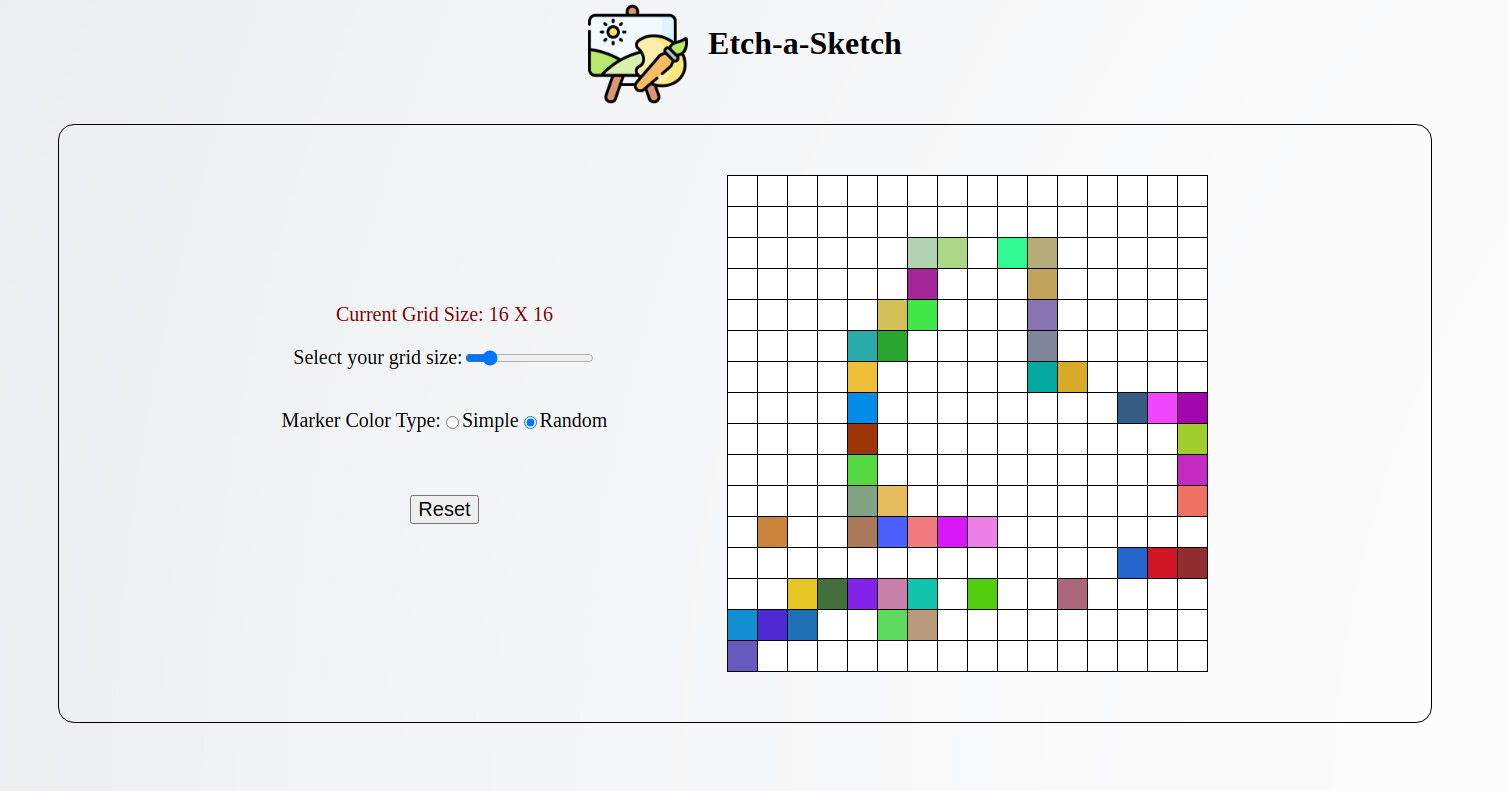 Etch-a-Sketch
Current Grid Size: 16 X 16
Select your grid size:
Marker Color Type: Simple Random
Reset